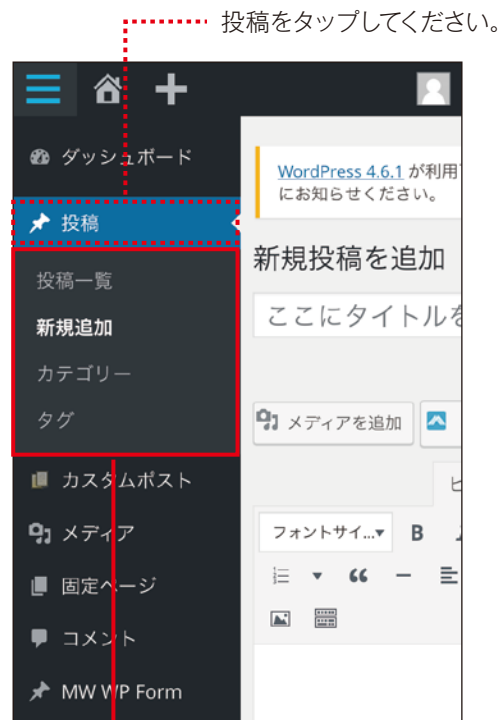 投稿をタップしてください。
ダッシュボード
投稿
投稿一覧
新規追加
カテゴリー
タグ
カスタムポスト
メディア
固定ページ
コメント
MW WP Form
WordPress 4.6.1 が利用
にお知らせください。
新規投稿を追加
ここにタイトルを
メディアを追加
フォントサイ... B